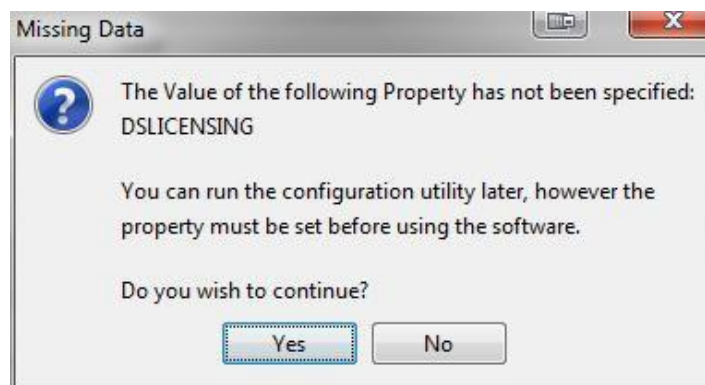 Missing Data
The Value of the following Property has not been specified:
DSLICENSING
You can run the configuration utility later, however the
property must be set before using the software.
Do you wish to continue?
Yes
No